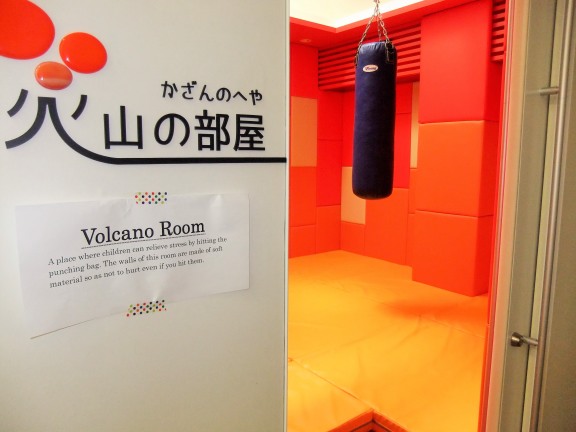 かざんのへや
火山の部屋
Volcano Room
A place where children can relieve stress by hitting the
punching bag. The walls of this room are made of soft
material so as not to hurt even if you hit them.